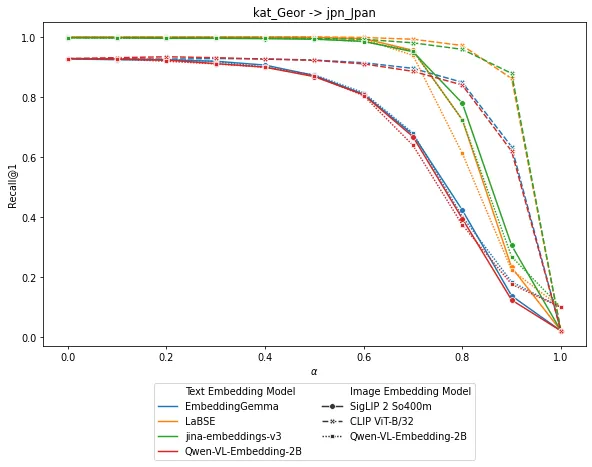 kat_Geor -> jpn_Jpan
Recall@1
1.0
0.8
0.6
0.4
0.2
0.0
0.0 0.2 0.4 0.6 0.8 1.0
α
Text Embedding Model
EmbeddingGemma
LaBSE
jina-embeddings-v3
Qwen-VL-Embedding-2B
Image Embedding Model
SigLIP 2 So400m
CLIP ViT-B/32
Qwen-VL-Embedding-2B